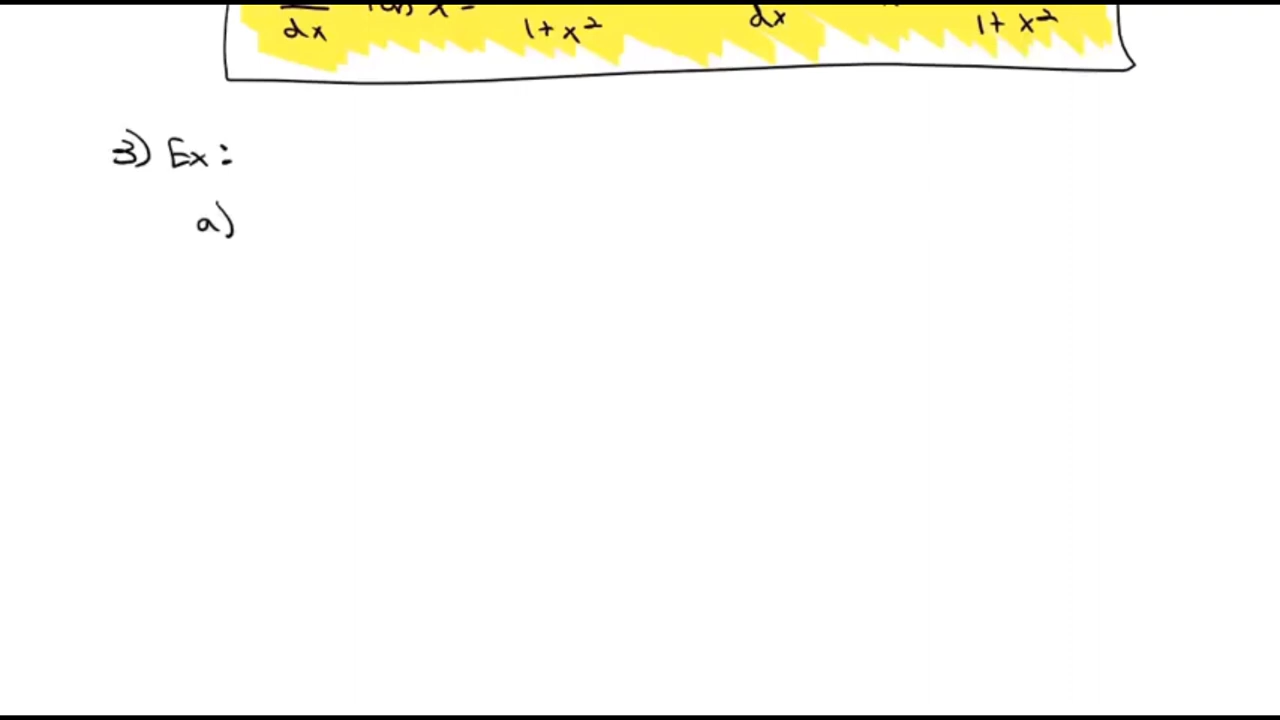 dx 1 + x² dx 1 + x²
3) Ex:
a)